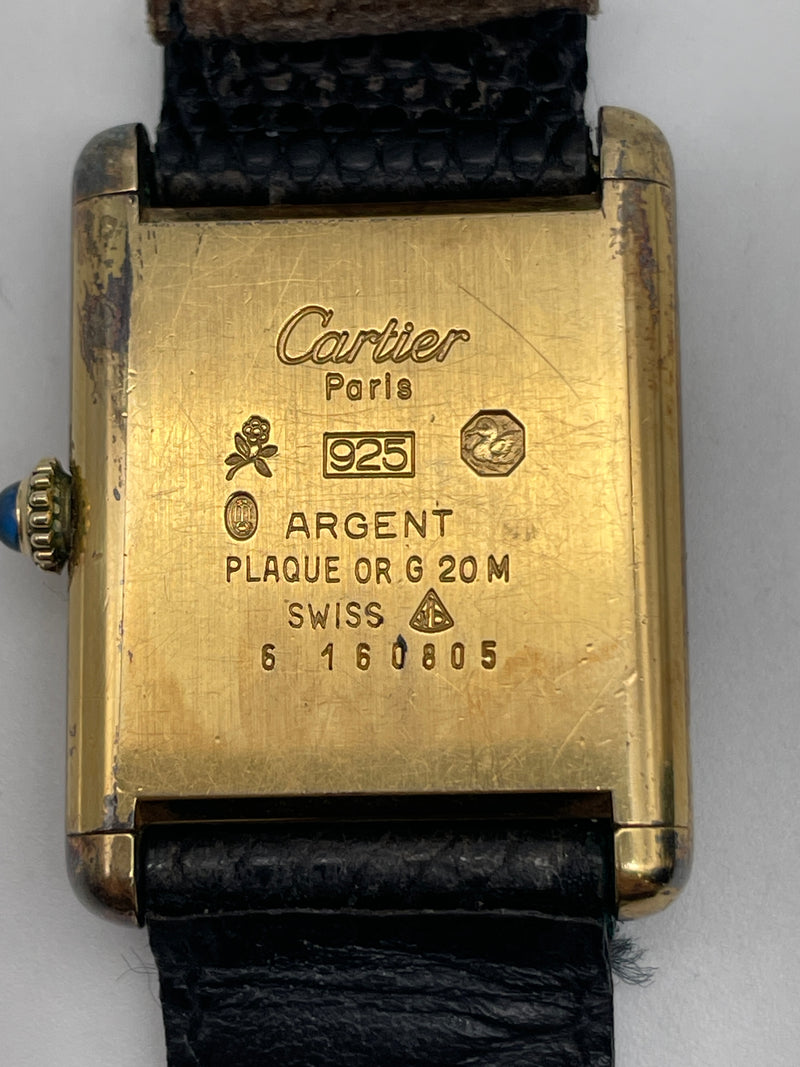 Cartier
Paris
925
ARGENT
PLAQUE OR G 20 M
SWISS
6 160805